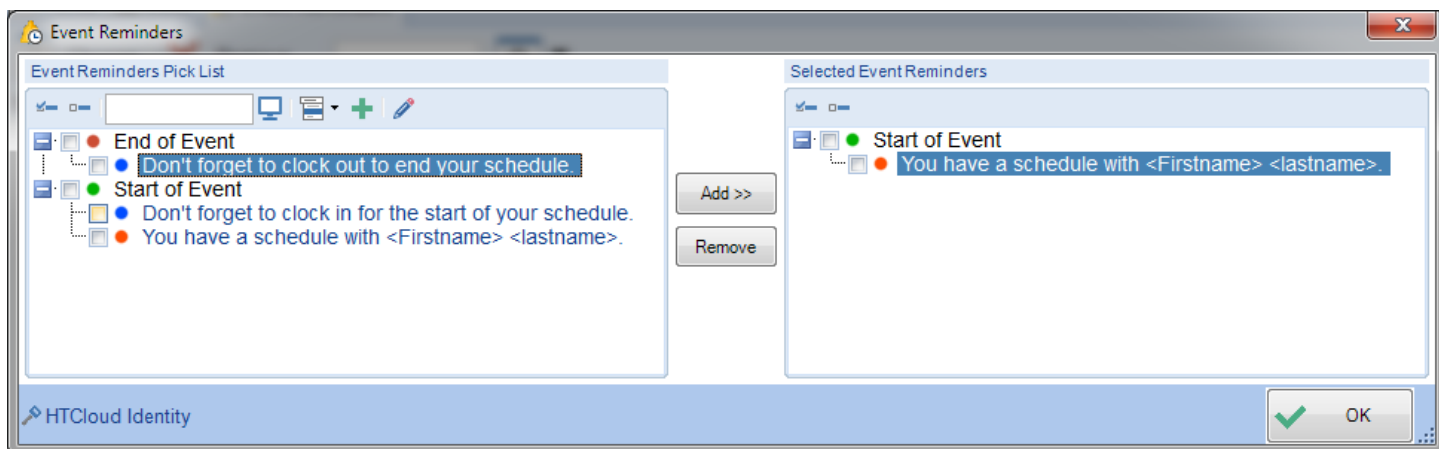 Event Reminders
Event Reminders Pick List
End of Event
Don't forget to clock out to end your schedule.
Start of Event
Don't forget to clock in for the start of your schedule.
You have a schedule with <Firstname> <lastname>.
Add >>
Remove
Selected Event Reminders
Start of Event
You have a schedule with <Firstname> <lastname>.
HTCloud Identity
OK